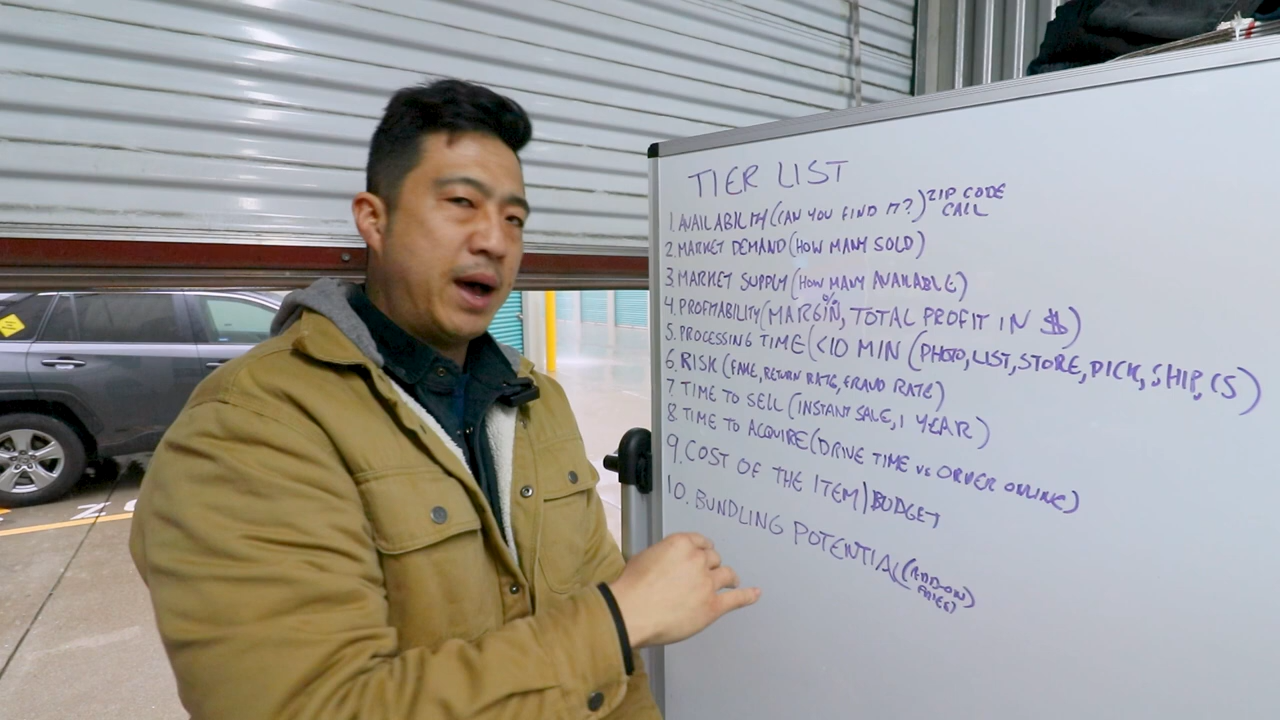 TIER LIST
1. AVAILABILITY (CAN YOU FIND IT?) ZIP CODE
CALL
2. MARKET DEMAND (HOW MANY SOLD)
3. MARKET SUPPLY (HOW MANY AVAILABLE)
4. PROFITABILITY (MARGIN%, TOTAL PROFIT IN $)
5. PROCESSING TIME (<10 MIN (PHOTO, LIST, STORE, PICK, SHIP, CS)
6. RISK (FAKE, RETURN RATE, FRAUD RATE)
7. TIME TO SELL (INSTANT SALE, 1 YEAR)
8. TIME TO ACQUIRE (DRIVE TIME vs ORDER ONLINE)
9. COST OF THE ITEM) BUDGET
10. BUNDLING POTENTIAL (ADD-ON)